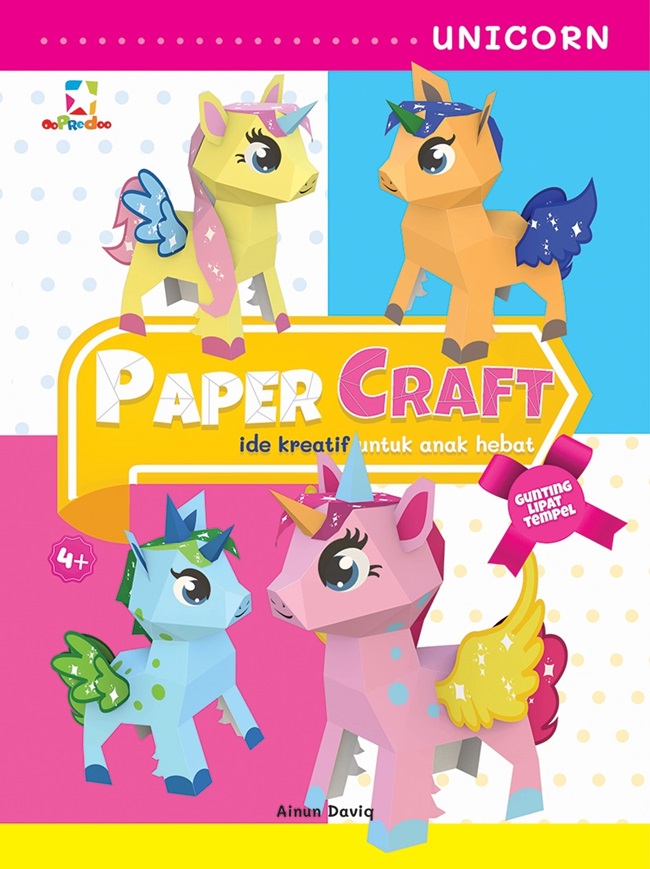 UNICORN
OOPRedoo
PAPER CRAFT
ide kreatif untuk anak hebat
GUNTING
LIPAT
TEMPEL
4+
Ainun Daviq